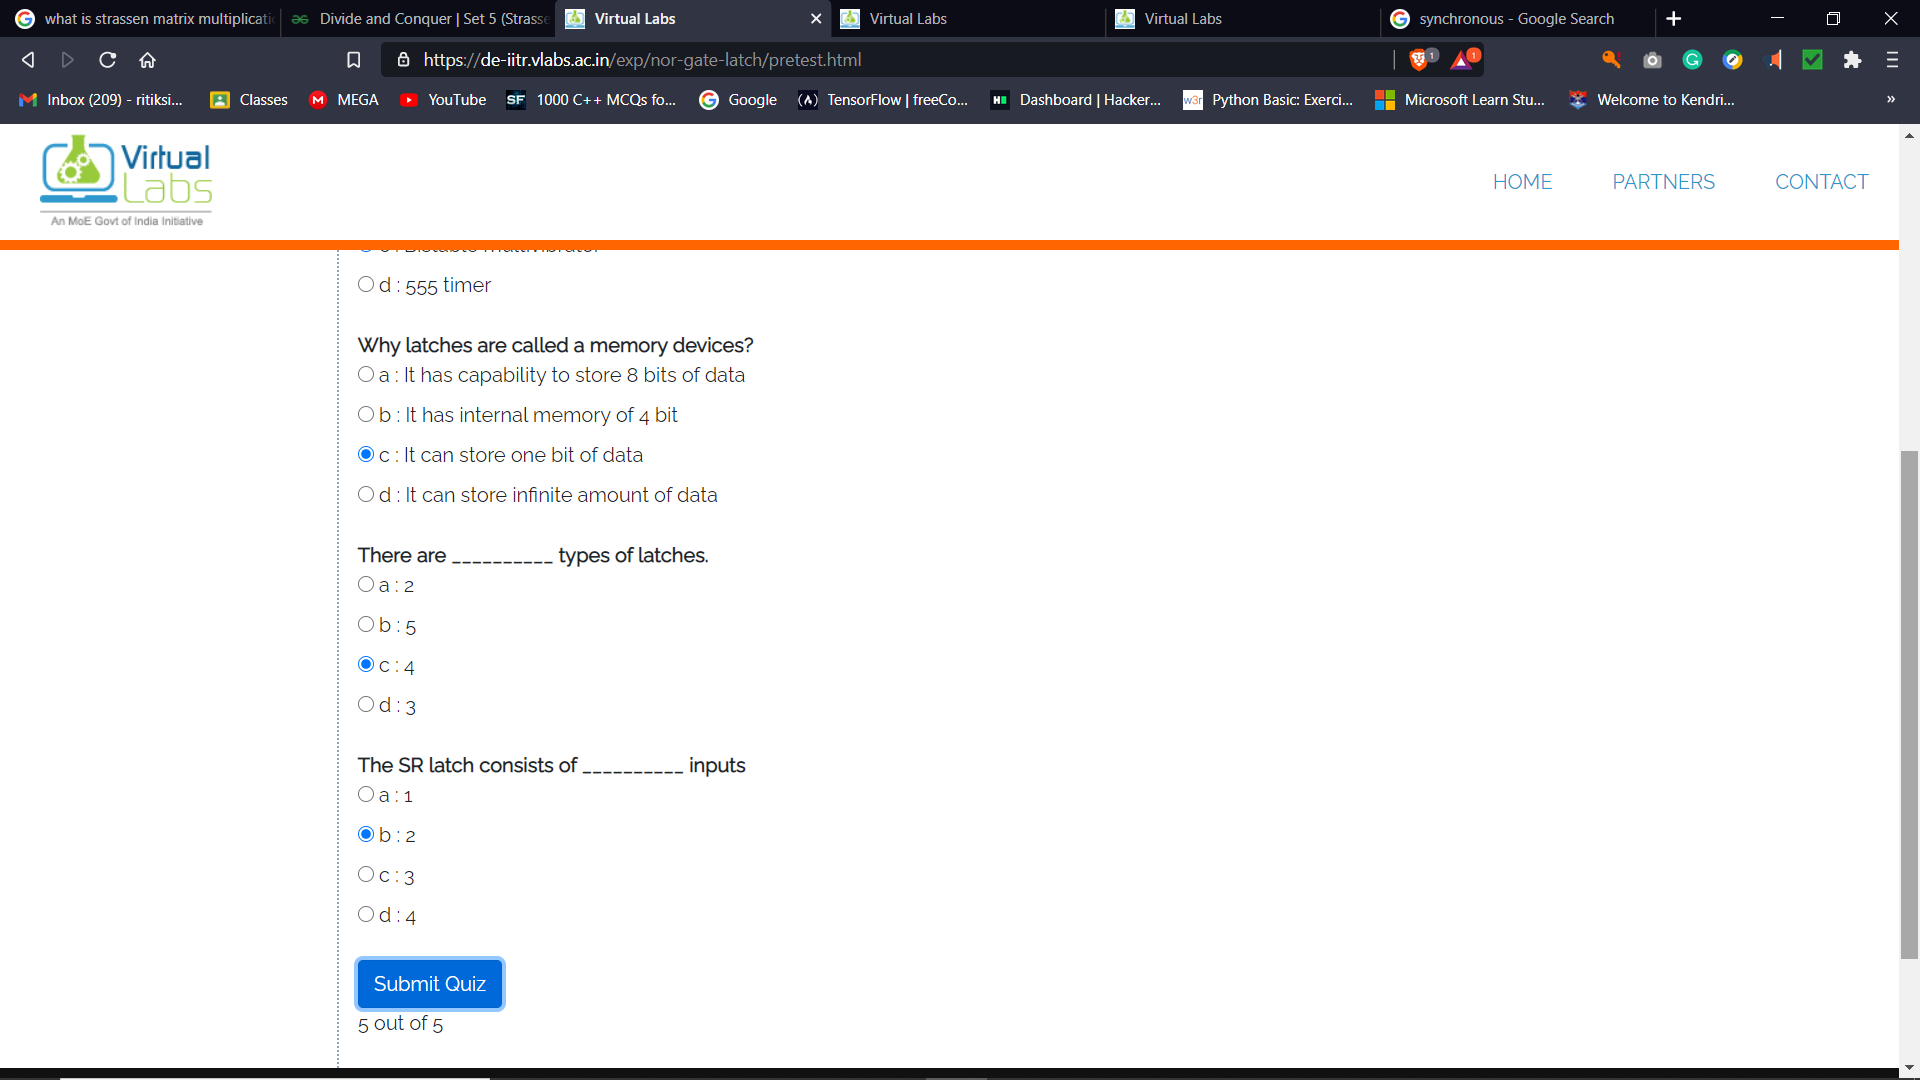 what is strassen matrix multiplicati
Divide and Conquer | Set 5 (Strasse
Virtual Labs
Virtual Labs
Virtual Labs
synchronous - Google Search
https://de-iitr.vlabs.ac.in/exp/nor-gate-latch/pretest.html
1
1
Inbox (209) - ritiksi...
Classes
MEGA
YouTube
SF
1000 C++ MCQs fo...
Google
TensorFlow | freeCo...
Dashboard | Hacker...
w3r
Python Basic: Exerci...
Microsoft Learn Stu...
Welcome to Kendri...
»
Virtual
Labs
An MoE Govt of India Initiative
HOME
PARTNERS
CONTACT
d : 555 timer
Why latches are called a memory devices?
a : It has capability to store 8 bits of data
b : It has internal memory of 4 bit
c : It can store one bit of data
d : It can store infinite amount of data
There are __________ types of latches.
a : 2
b : 5
c : 4
d : 3
The SR latch consists of __________ inputs
a : 1
b : 2
c : 3
d : 4
Submit Quiz
5 out of 5